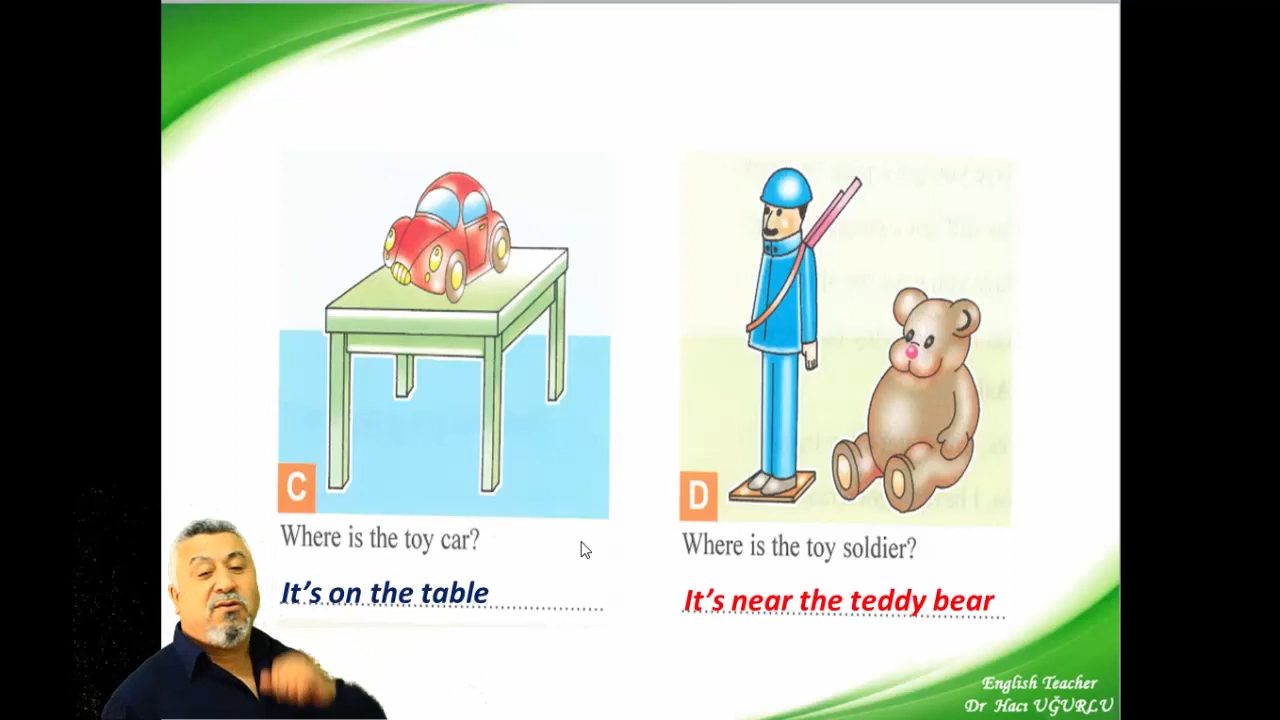 C
Where is the toy car?
It's on the table
D
Where is the toy soldier?
It's near the teddy bear
English Teacher
Dr Hacı UĞURLU